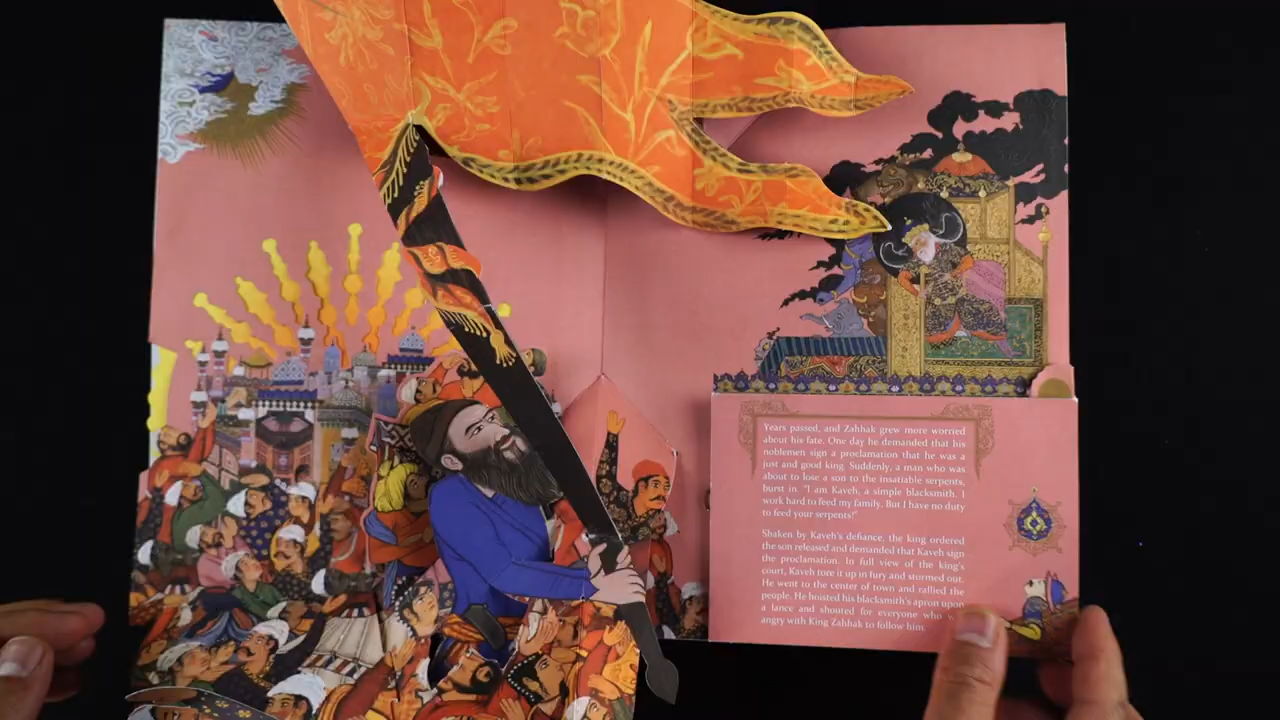 Years passed, and Zahhak grew more worried
about his fate. One day he demanded that his
noblemen sign a proclamation that he was a
just and good king. Suddenly, a man who was
about to lose a son to the insatiable serpents,
burst in. "I am Kaveh, a simple blacksmith. I
work hard to feed my family. But I have no duty
to feed your serpents!"
Shaken by Kaveh's defiance, the king ordered
the son released and demanded that Kaveh sign
the proclamation. In full view of the king's
court, Kaveh tore it up in fury and stormed out.
He went to the center of town and rallied the
people. He hoisted his blacksmith's apron upon
a lance and shouted for everyone who
angry with King Zahhak to follow him.